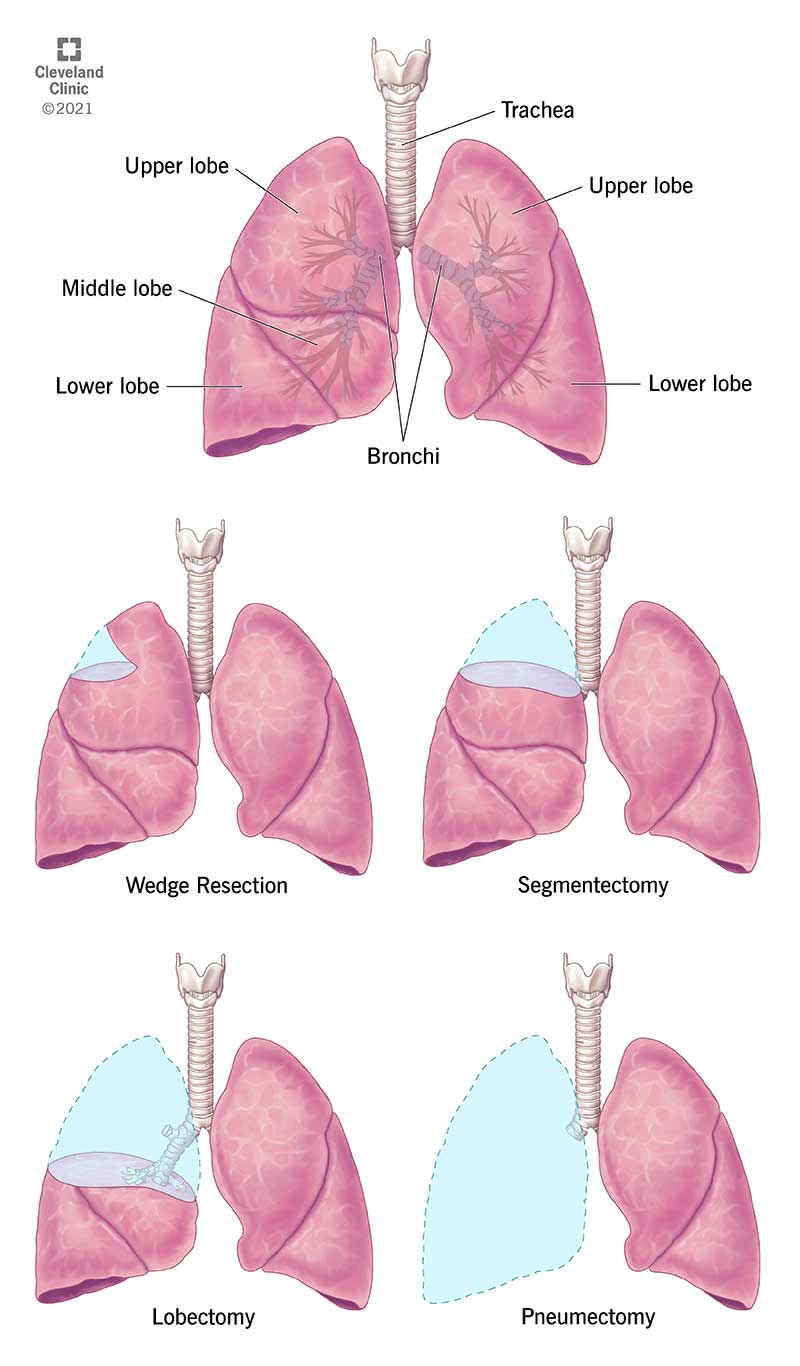 Cleveland
Clinic
©2021
Trachea
Upper lobe
Upper lobe
Middle lobe
Lower lobe
Lower lobe
Bronchi
Wedge Resection
Segmentectomy
Lobectomy
Pneumectomy